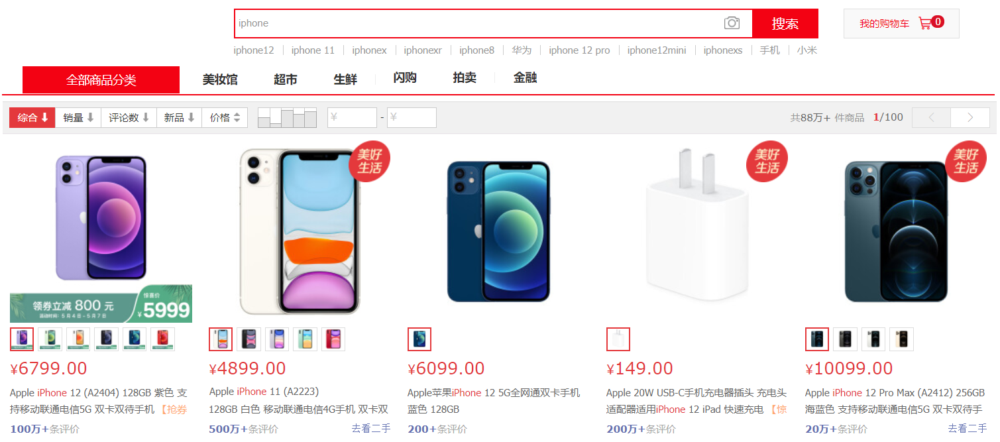 iphone
搜索
我的购物车 0
iphone12 iphone 11 iphonex iphonexr iphone8 华为 iphone 12 pro iphone12mini iphonexs 手机 小米
全部商品分类 美妆馆 超市 生鲜 闪购 拍卖 金融
综合 销量 评论数 新品 价格 ¥ - ¥ 共88万+ 件商品 1/100
美好
生活
美好
生活
美好
生活
领券立减 800 元
活动时间：5月4日-5月7日
惊喜价
¥5999
¥6799.00
Apple iPhone 12 (A2404) 128GB 紫色 支
持移动联通电信5G 双卡双待手机 【抢券
100万+条评价
¥4899.00
Apple iPhone 11 (A2223)
128GB 白色 移动联通电信4G手机 双卡双
500万+条评价 去看二手
¥6099.00
Apple苹果iPhone 12 5G全网通双卡手机
蓝色 128GB
200+条评价
¥149.00
Apple 20W USB-C手机充电器插头 充电头
适配器适用iPhone 12 iPad 快速充电 【惊
200万+条评价
¥10099.00
Apple iPhone 12 Pro Max (A2412) 256GB
海蓝色 支持移动联通电信5G 双卡双待手
20万+条评价 去看二手